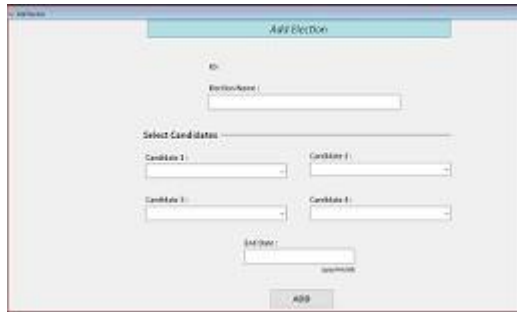 Add Election
ID:
Election Name :
Select Candidates
Candidate 1 :
Candidate 2 :
Candidate 3 :
Candidate 4 :
End Date :
ADD